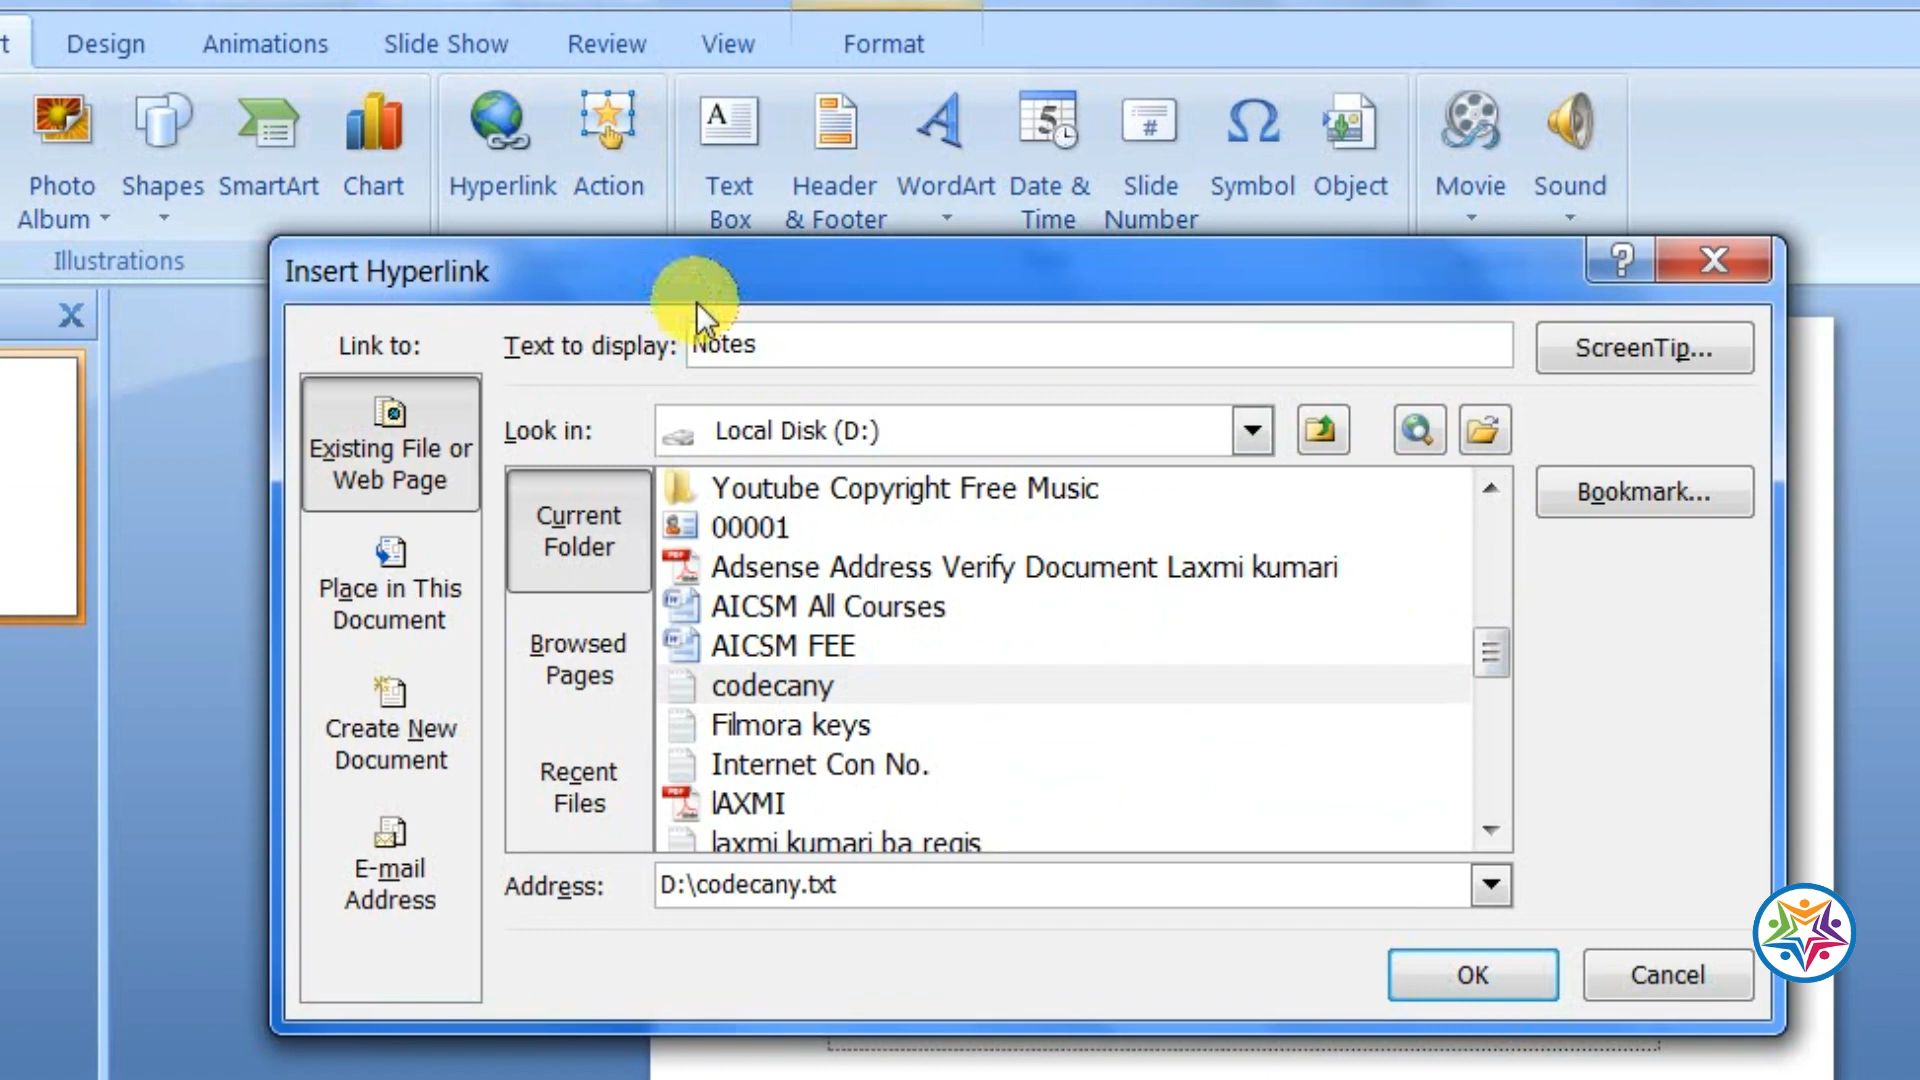 t Design Animations Slide Show Review View Format
Photo Album Shapes SmartArt Chart Hyperlink Action Text Box Header & Footer WordArt Date & Time Slide Number Symbol Object Movie Sound
Illustrations
Insert Hyperlink
Link to:
Text to display: Notes
ScreenTip...
Existing File or
Web Page
Look in: Local Disk (D:)
Bookmark...
Place in This
Document
Create New
Document
E-mail
Address
Current
Folder
Browsed
Pages
Recent
Files
Youtube Copyright Free Music
00001
Adsense Address Verify Document Laxmi kumari
AICSM All Courses
AICSM FEE
codecany
Filmora keys
Internet Con No.
lAXMI
laxmi kumari ba regis
Address: D:\codecany.txt
OK Cancel